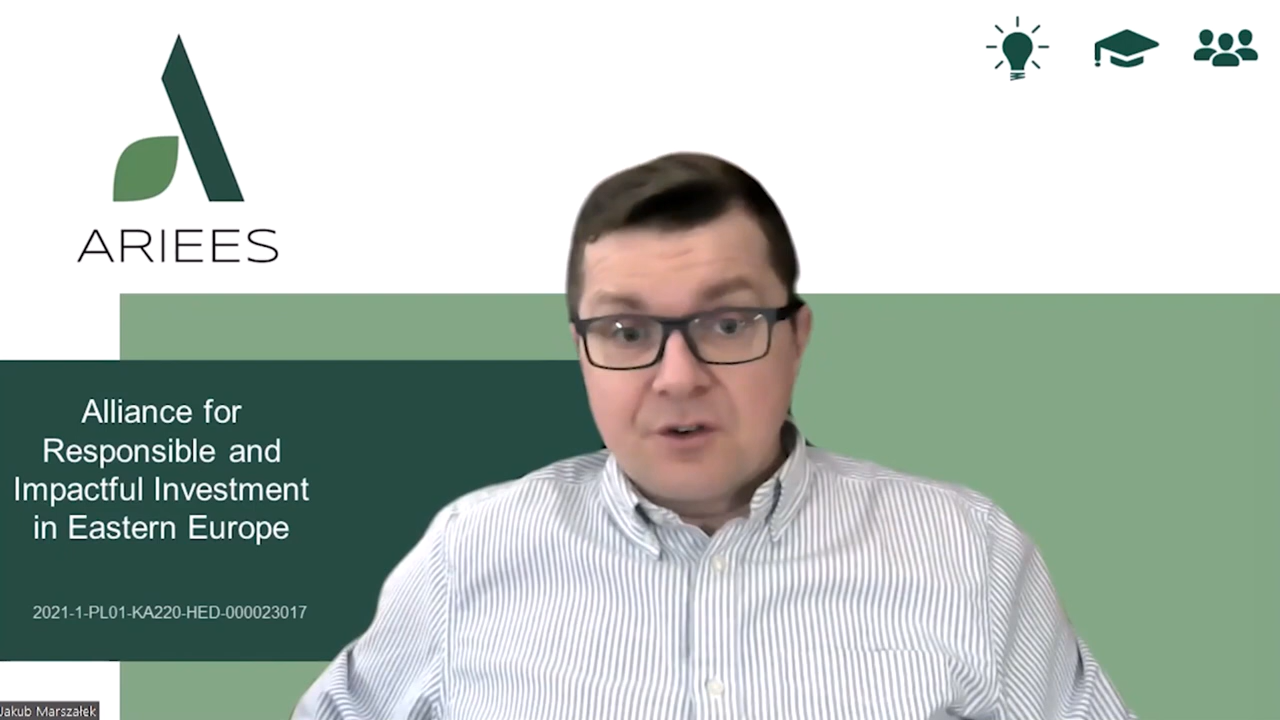 ARIEES
Alliance for
Responsible and
Impactful Investment
in Eastern Europe
2021-1-PL01-KA220-HED-000023017
Jakub Marszałek